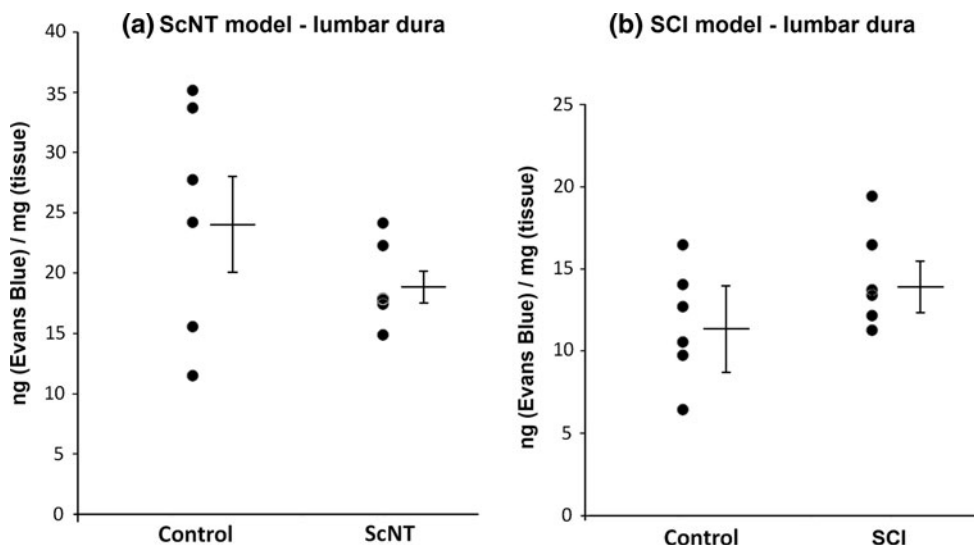 (a) ScNT model - lumbar dura
ng (Evans Blue) / mg (tissue)
40
35
30
25
20
15
10
5
0
Control ScNT
(b) SCI model - lumbar dura
ng (Evans Blue) / mg (tissue)
25
20
15
10
5
0
Control SCI